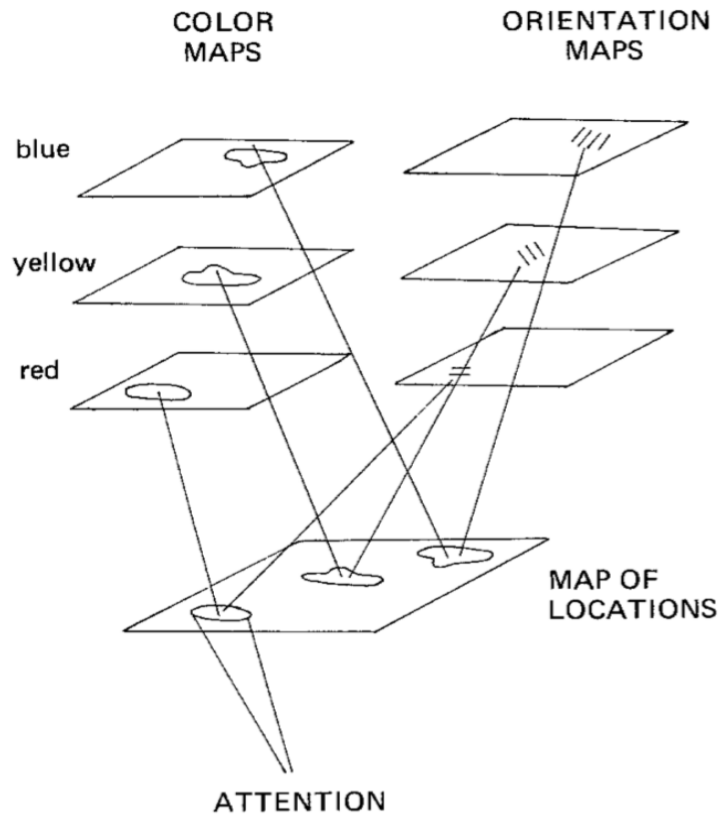 COLOR
MAPS
ORIENTATION
MAPS
blue
yellow
red
MAP OF
LOCATIONS
ATTENTION